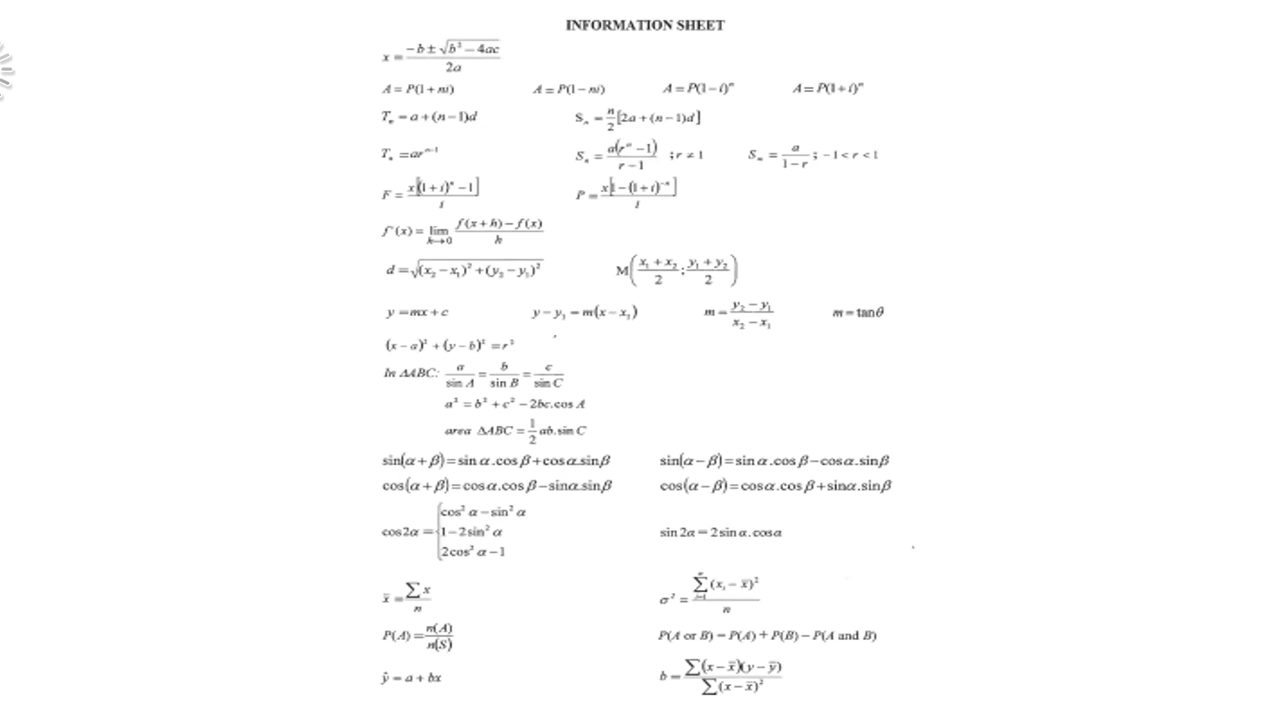 INFORMATION SHEET
x = (−b ± √(b² − 4ac)) / 2a
A = P(1 + ni)    A = P(1 − ni)    A = P(1 − i)ⁿ    A = P(1 + i)ⁿ
Tₙ = a + (n − 1)d    Sₙ = n/2 [2a + (n − 1)d]
Tₙ = arⁿ⁻¹    Sₙ = a(rⁿ − 1) / (r − 1) ; r ≠ 1    S∞ = a / (1 − r) ; −1 < r < 1
F = x[(1 + i)ⁿ − 1] / i    P = x[1 − (1 + i)⁻ⁿ] / i
f'(x) = lim h→0 (f(x + h) − f(x)) / h
d = √((x₂ − x₁)² + (y₂ − y₁)²)    M((x₁ + x₂)/2 ; (y₁ + y₂)/2)
y = mx + c    y − y₁ = m(x − x₁)    m = (y₂ − y₁) / (x₂ − x₁)    m = tanθ
(x − a)² + (y − b)² = r²
In ΔABC: a / sin A = b / sin B = c / sin C
a² = b² + c² − 2bc.cos A
area ΔABC = 1/2 ab.sin C
sin(α + β) = sin α.cos β + cos α.sin β    sin(α − β) = sin α.cos β − cos α.sin β
cos(α + β) = cos α.cos β − sin α.sin β    cos(α − β) = cos α.cos β + sin α.sin β
cos 2α = { cos² α − sin² α
1 − 2sin² α    sin 2α = 2sin α.cos α
2cos² α − 1
x̄ = ∑x / n    σ² = ∑ i=1 n (xᵢ − x̄)² / n
P(A) = n(A) / n(S)    P(A or B) = P(A) + P(B) − P(A and B)
ŷ = a + bx    b = ∑(x − x̄)(y − ȳ) / ∑(x − x̄)²